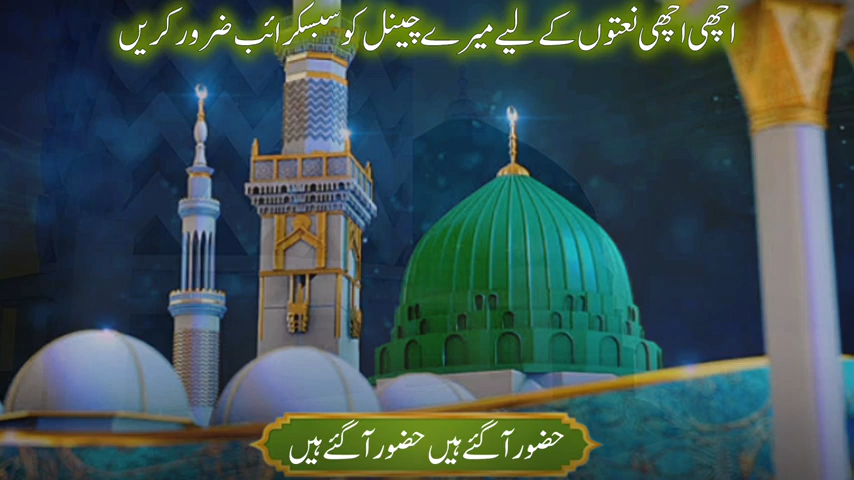 اچھی اچھی نعتوں کے لیے میرے چینل کو سبسکرائب ضرور کریں
حضور آ گئے ہیں حضور آ گئے ہیں